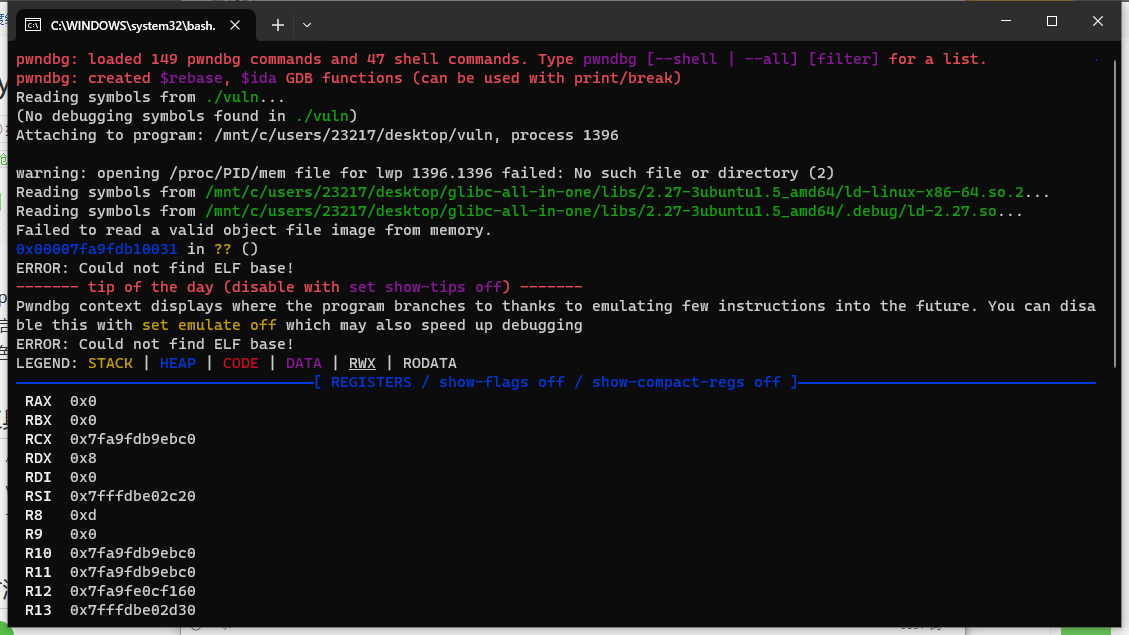 C:\WINDOWS\system32\bash.
pwndbg: loaded 149 pwndbg commands and 47 shell commands. Type pwndbg [--shell | --all] [filter] for a list.
pwndbg: created $rebase, $ida GDB functions (can be used with print/break)
Reading symbols from ./vuln...
(No debugging symbols found in ./vuln)
Attaching to program: /mnt/c/users/23217/desktop/vuln, process 1396
warning: opening /proc/PID/mem file for lwp 1396.1396 failed: No such file or directory (2)
Reading symbols from /mnt/c/users/23217/desktop/glibc-all-in-one/libs/2.27-3ubuntu1.5_amd64/ld-linux-x86-64.so.2...
Reading symbols from /mnt/c/users/23217/desktop/glibc-all-in-one/libs/2.27-3ubuntu1.5_amd64/.debug/ld-2.27.so...
Failed to read a valid object file image from memory.
0x00007fa9fdb10031 in ?? ()
ERROR: Could not find ELF base!
------- tip of the day (disable with set show-tips off) -------
Pwndbg context displays where the program branches to thanks to emulating few instructions into the future. You can disa
ble this with set emulate off which may also speed up debugging
ERROR: Could not find ELF base!
LEGEND: STACK | HEAP | CODE | DATA | RWX | RODATA
[ REGISTERS / show-flags off / show-compact-regs off ]
RAX 0x0
RBX 0x0
RCX 0x7fa9fdb9ebc0
RDX 0x8
RDI 0x0
RSI 0x7fffdbe02c20
R8 0xd
R9 0x0
R10 0x7fa9fdb9ebc0
R11 0x7fa9fdb9ebc0
R12 0x7fa9fe0cf160
R13 0x7fffdbe02d30